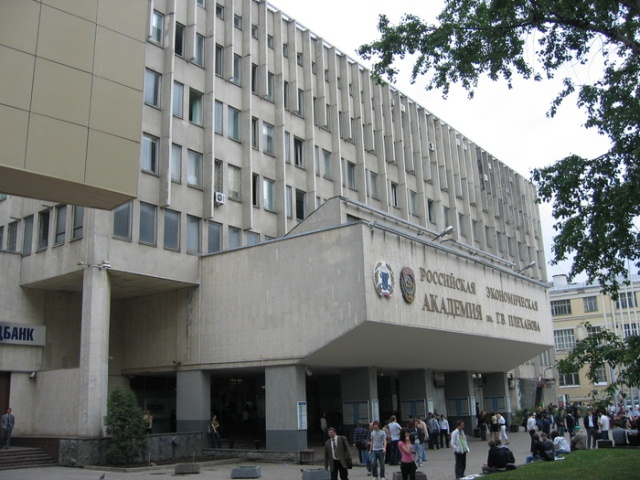 РОССИЙСКАЯ ЭКОНОМИЧЕСКАЯ
АКАДЕМИЯ им. Г.В. ПЛЕХАНОВА
БАНК